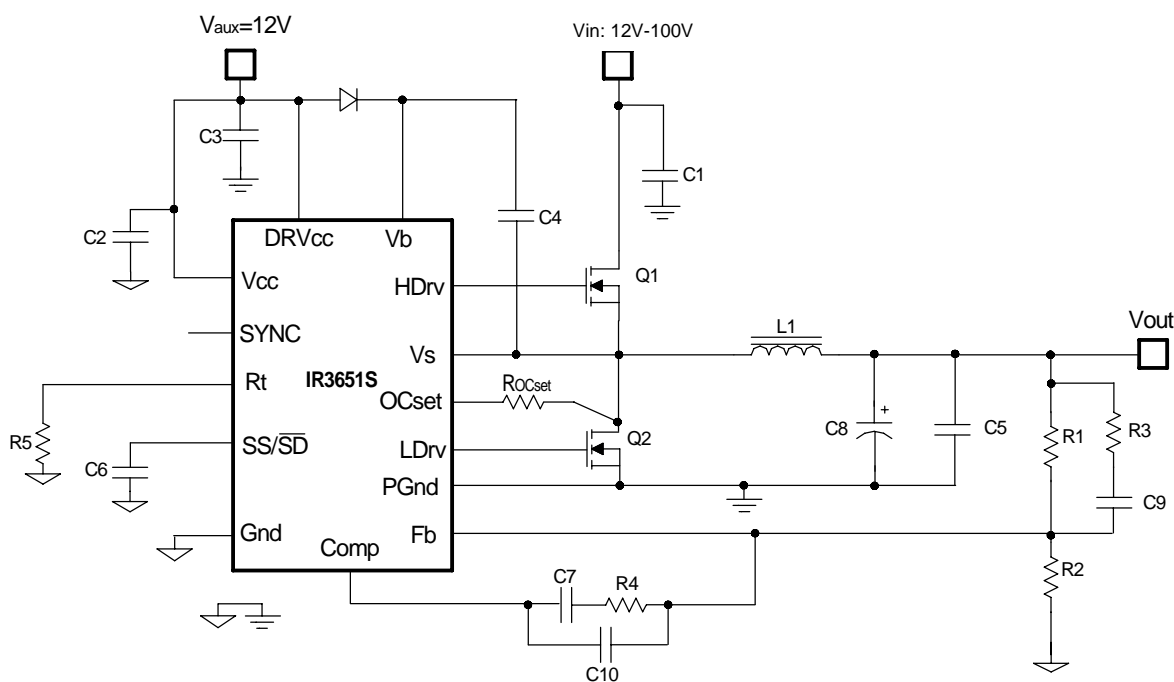 Vaux=12V
Vin: 12V-100V
C3
C1
C2
C4
DRVcc
Vb
Vcc
HDrv
Q1
SYNC
L1
Vout
Vs
Rt
IR3651S
OCset
ROCset
R5
SS/SD
C6
LDrv
Q2
C8
+
C5
R1
R3
PGnd
C9
Gnd
Comp
Fb
C7
R4
R2
C10